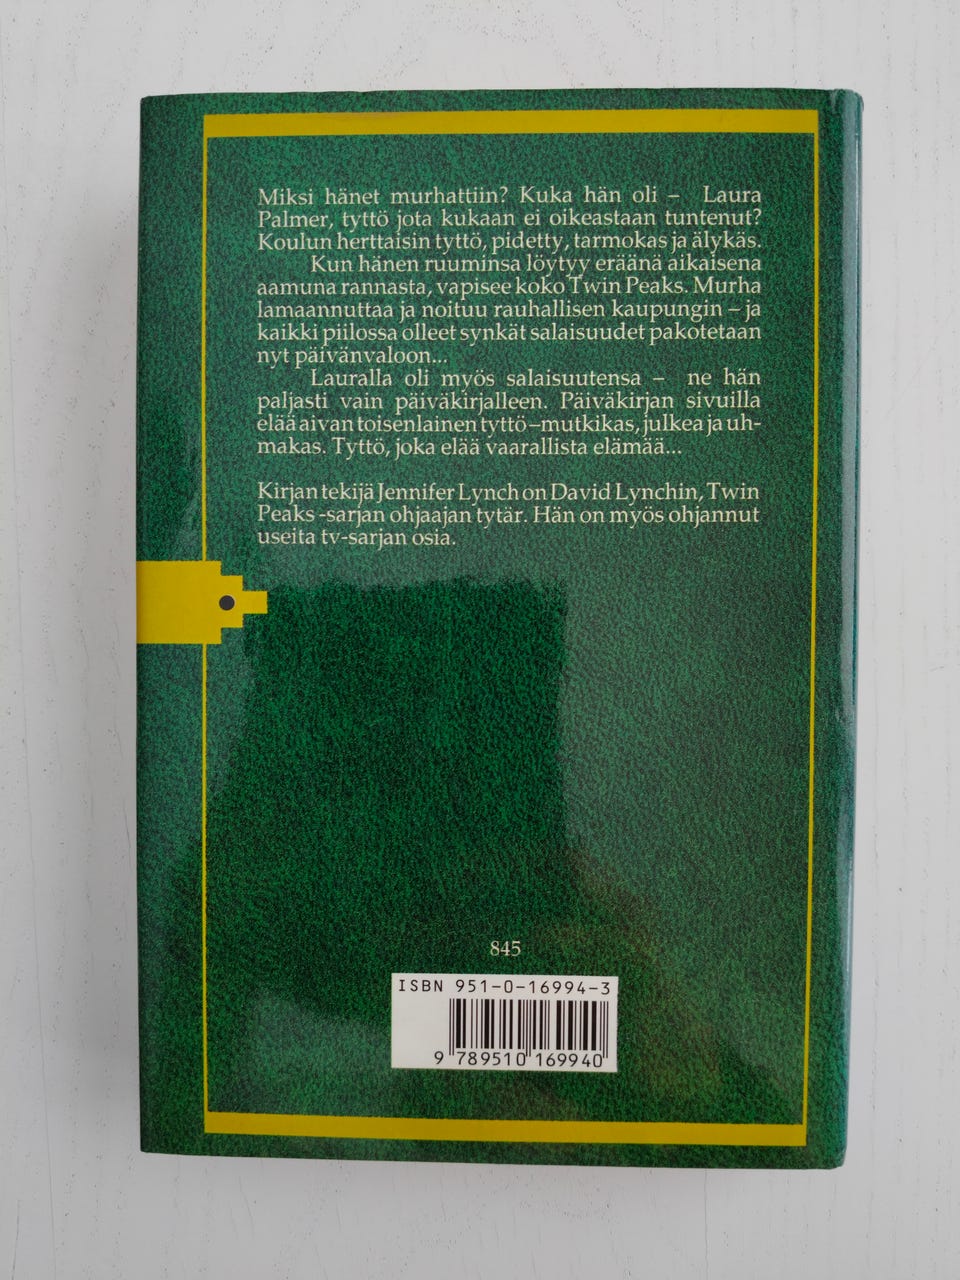 Miksi hänet murhattiin? Kuka hän oli – Laura
Palmer, tyttö jota kukaan ei oikeastaan tuntenut?
Koulun herttaisin tyttö, pidetty, tarmokas ja älykäs.
Kun hänen ruuminsa löytyy eräänä aikaisena
aamuna rannasta, vapisee koko Twin Peaks. Murha
lamaannuttaa ja noituu rauhallisen kaupungin – ja
kaikki piilossa olleet synkät salaisuudet pakotetaan
nyt päivänvaloon...
Lauralla oli myös salaisuutensa – ne hän
paljasti vain päiväkirjalleen. Päiväkirjan sivuilla
elää aivan toisenlainen tyttö – mutkikas, julkea ja uh-
makas. Tyttö, joka elää vaarallista elämää...
Kirjan tekijä Jennifer Lynch on David Lynchin, Twin
Peaks -sarjan ohjaajan tytär. Hän on myös ohjannut
useita tv-sarjan osia.
845
ISBN 951-0-16994-3
9 789510 169940